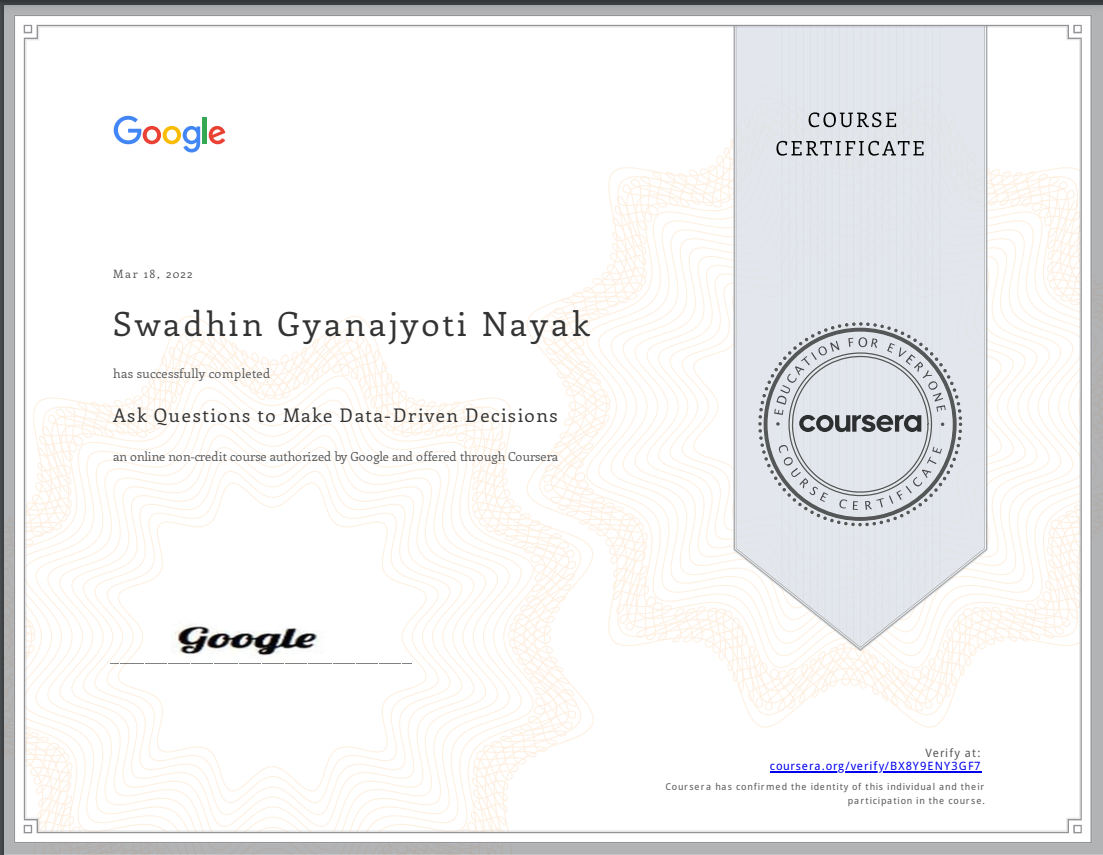 Google
COURSE
CERTIFICATE
Mar 18, 2022
Swadhin Gyanajyoti Nayak
has successfully completed
Ask Questions to Make Data-Driven Decisions
an online non-credit course authorized by Google and offered through Coursera
EDUCATION FOR EVERYONE
coursera
COURSE CERTIFICATE
Google
Verify at:
coursera.org/verify/BX8Y9ENY3GF7
Coursera has confirmed the identity of this individual and their
participation in the course.